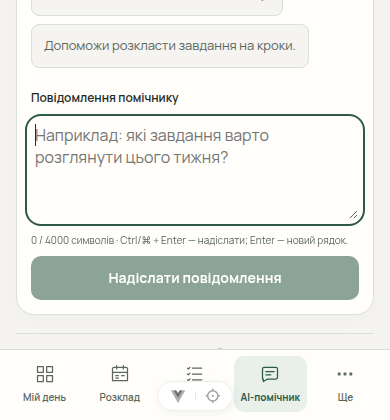 Допоможи розкласти завдання на кроки.
Повідомлення помічнику
Наприклад: які завдання варто
розглянути цього тижня?
0 / 4000 символів · Ctrl/⌘ + Enter — надіслати; Enter — новий рядок.
Надіслати повідомлення
Мій день
Розклад
AI-помічник
Ще